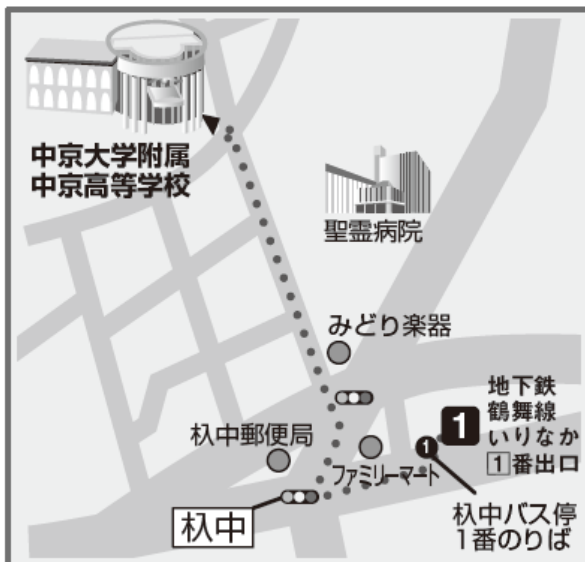 中京大学附属
中京高等学校
聖霊病院
みどり楽器
1
地下鉄
鶴舞線
いりなか
1番出口
杁中郵便局
ファミリーマート
1
杁中
杁中バス停
1番のりば